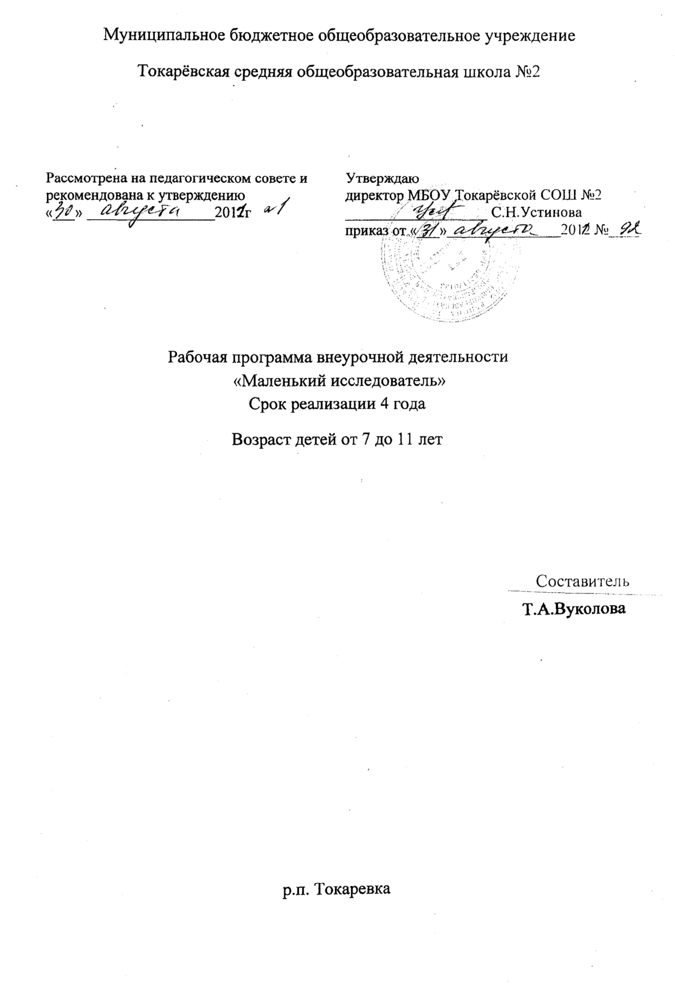 Муниципальное бюджетное общеобразовательное учреждение
Токарёвская средняя общеобразовательная школа №2
Рассмотрена на педагогическом совете и
рекомендована к утверждению
«30» августа 2012г №1
Утверждаю
директор МБОУ Токарёвской СОШ №2
С.Н.Устинова
приказ от «31» августа 2012 № 92
Рабочая программа внеурочной деятельности
«Маленький исследователь»
Срок реализации 4 года
Возраст детей от 7 до 11 лет
Составитель
Т.А.Вуколова
р.п. Токаревка